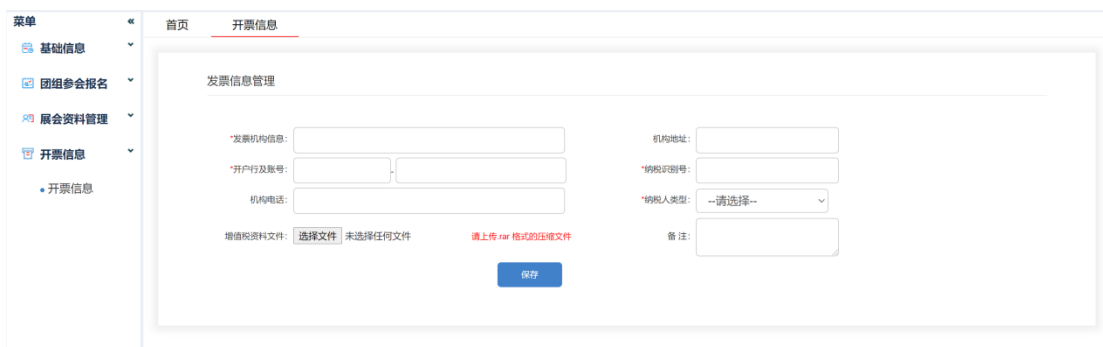 菜单 «
基础信息
团组参会报名
展会资料管理
开票信息
开票信息
首页 开票信息
发票信息管理
*发票机构信息:
机构地址:
*开户行及账号: -
*纳税识别号:
机构电话:
*纳税人类型: --请选择--
增值税资料文件: 选择文件 未选择任何文件 请上传.rar 格式的压缩文件
备 注:
保存